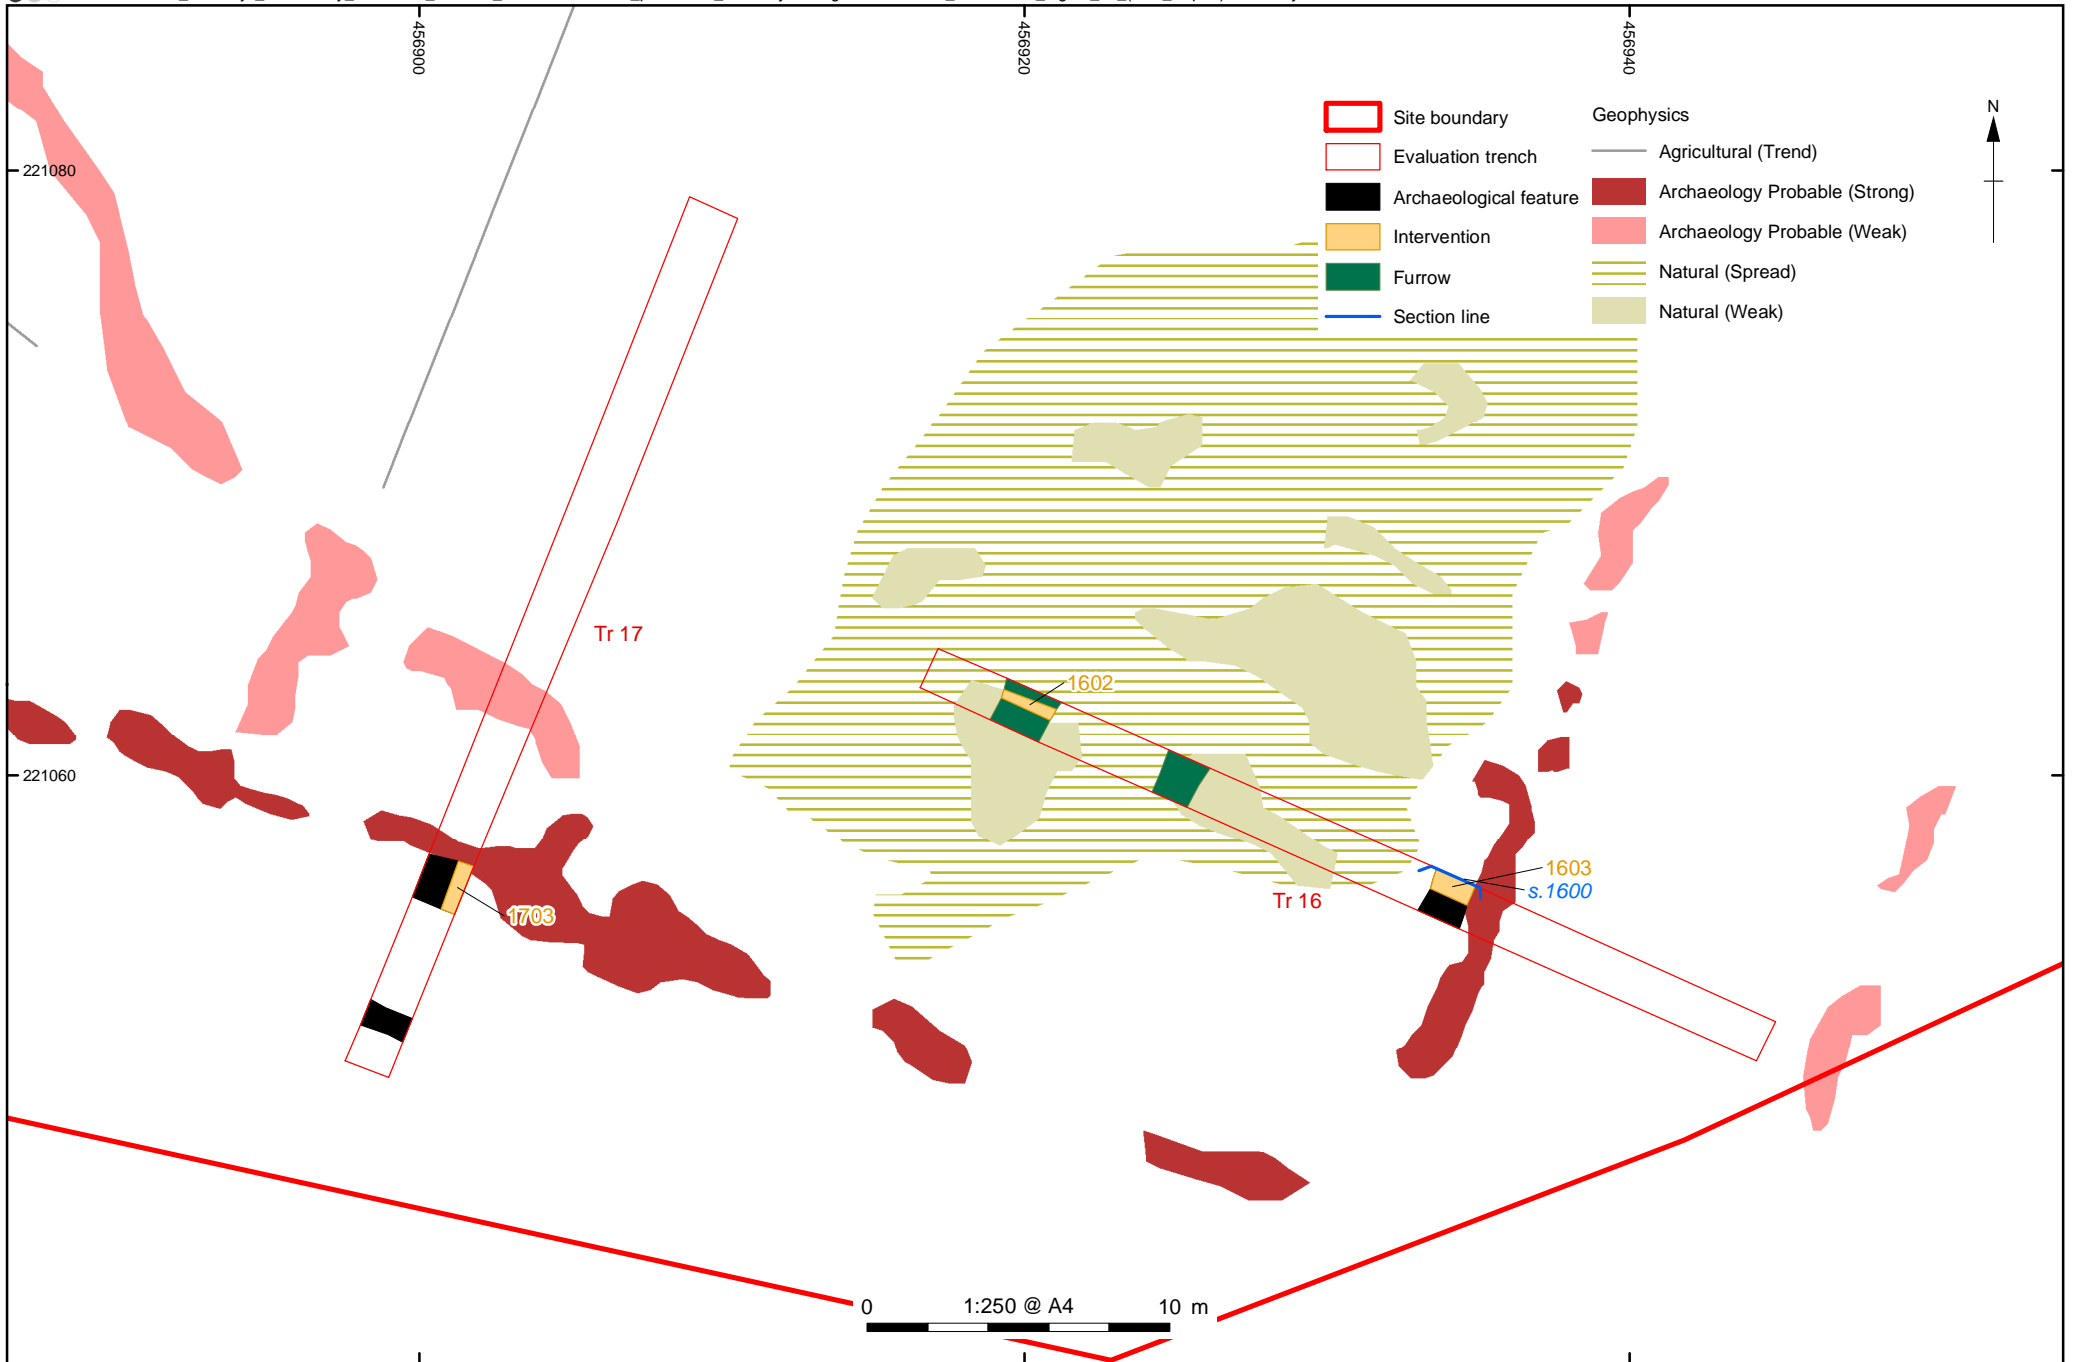 456900
456920
456940
221080
221060
Site boundary
Evaluation trench
Archaeological feature
Intervention
Furrow
Section line
Geophysics
Agricultural (Trend)
Archaeology Probable (Strong)
Archaeology Probable (Weak)
Natural (Spread)
Natural (Weak)
N
Tr 17
1602
1603
s.1600
Tr 16
1703
0 1:250 @ A4 10 m